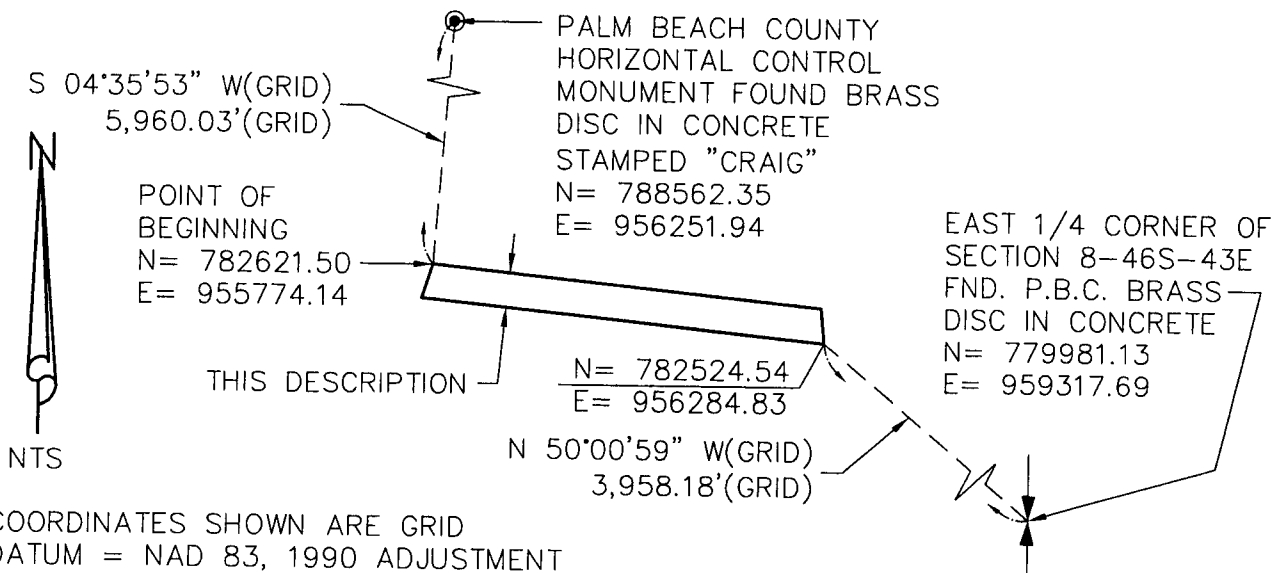 PALM BEACH COUNTY
HORIZONTAL CONTROL
MONUMENT FOUND BRASS
DISC IN CONCRETE
STAMPED "CRAIG"
N= 788562.35
E= 956251.94
S 04°35'53" W(GRID)
5,960.03'(GRID)
N
POINT OF
BEGINNING
N= 782621.50
E= 955774.14
EAST 1/4 CORNER OF
SECTION 8-46S-43E
FND. P.B.C. BRASS
DISC IN CONCRETE
N= 779981.13
E= 959317.69
THIS DESCRIPTION
N= 782524.54
E= 956284.83
N 50°00'59" W(GRID)
3,958.18'(GRID)
NTS
COORDINATES SHOWN ARE GRID
DATUM = NAD 83, 1990 ADJUSTMENT